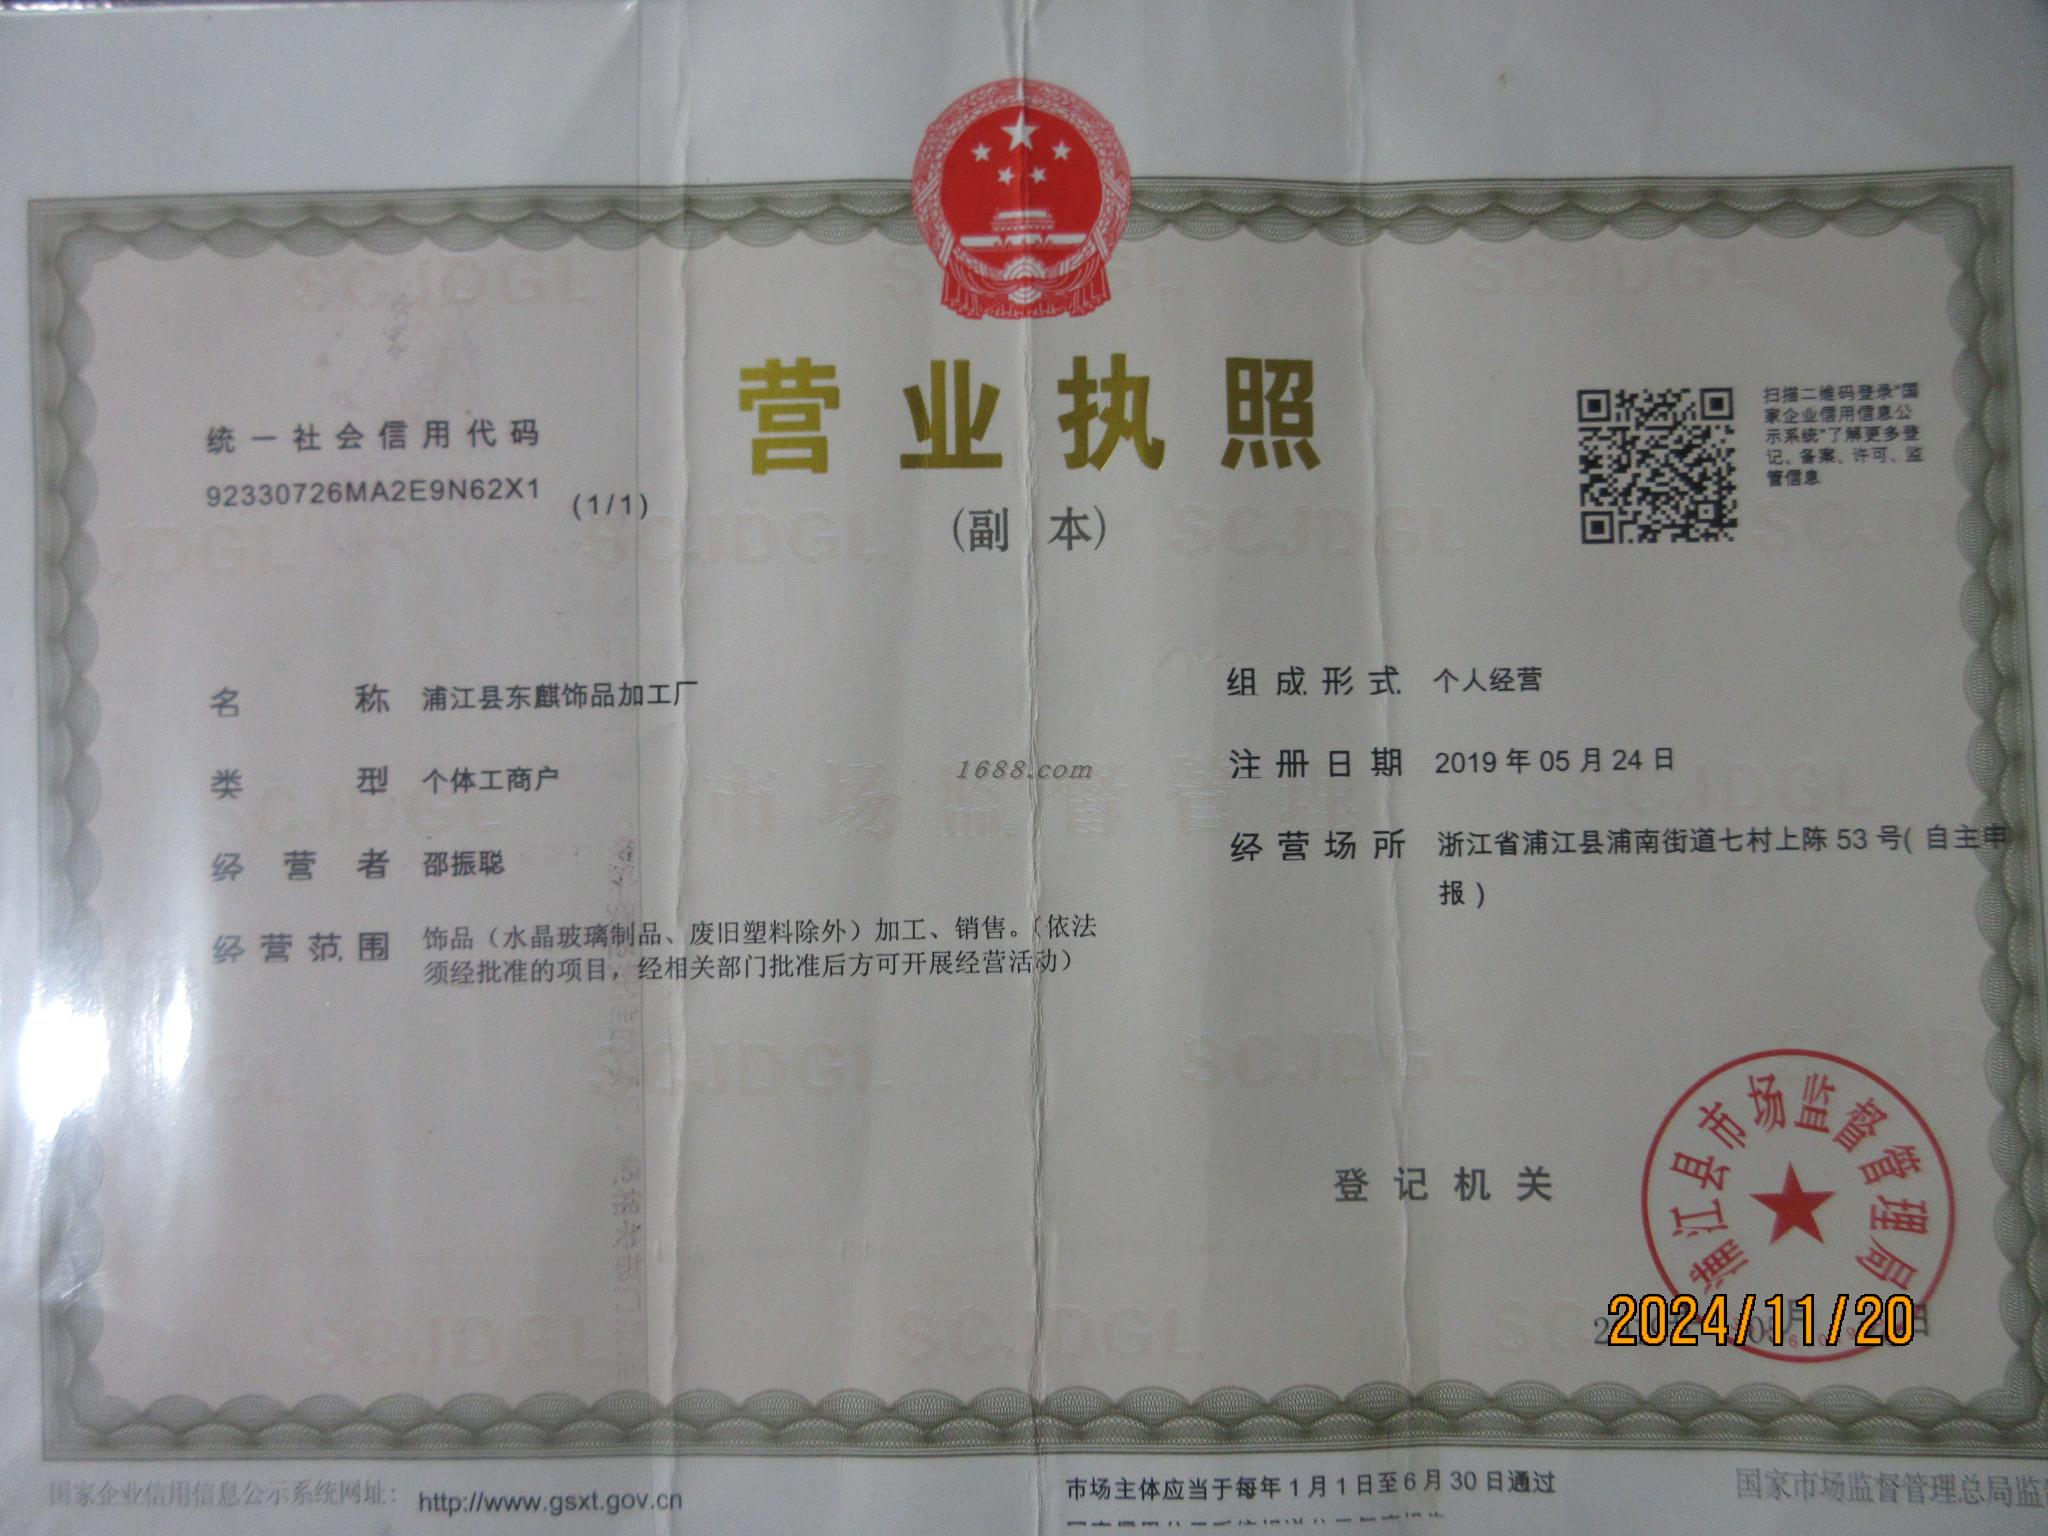 营业执照
(副 本)
统一社会信用代码
92330726MA2E9N62X1
(1/1)
扫描二维码登录“国
家企业信用信息公
示系统”了解更多登
记、备案、许可、监
管信息
名 称 浦江县东麒饰品加工厂
类 型 个体工商户
经 营 者 邵振聪
经营范围 饰品（水晶玻璃制品、废旧塑料除外）加工、销售。（依法
须经批准的项目，经相关部门批准后方可开展经营活动）
组成形式 个人经营
注册日期 2019 年 05 月 24 日
经营场所 浙江省浦江县浦南街道七村上陈 53 号( 自主申
报 )
1688.com
登记机关
浦江县市场监督管理局
2024/11/20
国家企业信用信息公示系统网址： http://www.gsxt.gov.cn
市场主体应当于每年 1 月 1 日至 6 月 30 日通过
国家市场监督管理总局监